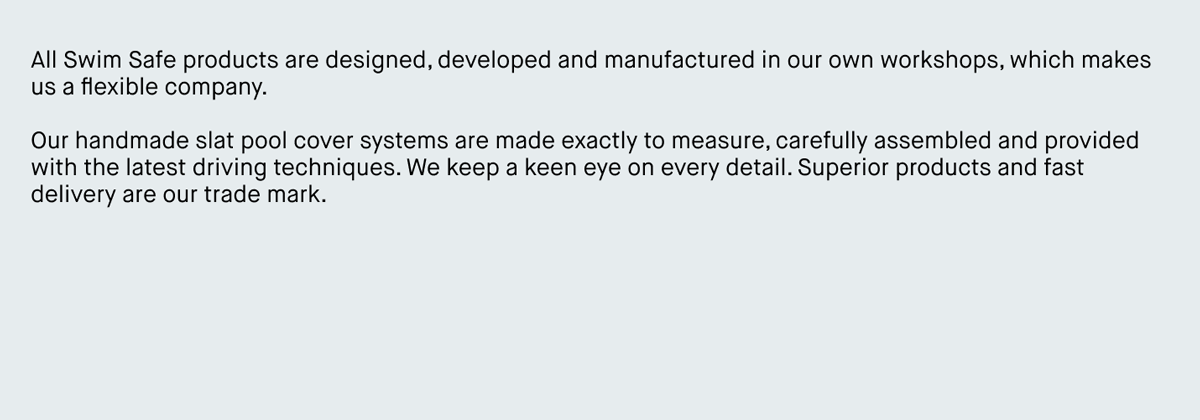 All Swim Safe products are designed, developed and manufactured in our own workshops, which makes
us a flexible company.
Our handmade slat pool cover systems are made exactly to measure, carefully assembled and provided
with the latest driving techniques. We keep a keen eye on every detail. Superior products and fast
delivery are our trade mark.